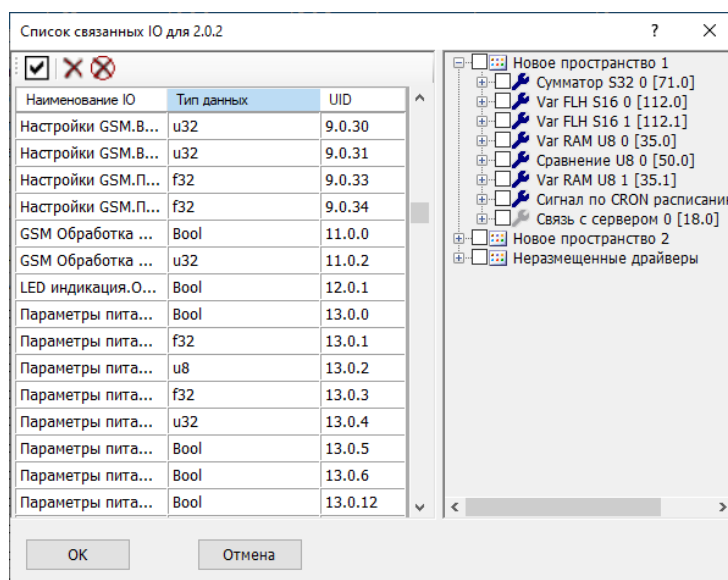 Список связанных IO для 2.0.2 ? X
Наименование IO Тип данных UID
Настройки GSM.В... u32 9.0.30
Настройки GSM.В... u32 9.0.31
Настройки GSM.П... f32 9.0.33
Настройки GSM.П... f32 9.0.34
GSM Обработка ... Bool 11.0.0
GSM Обработка ... u32 11.0.2
LED индикация.О... Bool 12.0.1
Параметры пита... Bool 13.0.0
Параметры пита... f32 13.0.1
Параметры пита... u8 13.0.2
Параметры пита... f32 13.0.3
Параметры пита... u32 13.0.4
Параметры пита... Bool 13.0.5
Параметры пита... Bool 13.0.6
Параметры пита... Bool 13.0.12
Новое пространство 1
Сумматор S32 0 [71.0]
Var FLH S16 0 [112.0]
Var FLH S16 1 [112.1]
Var RAM U8 0 [35.0]
Сравнение U8 0 [50.0]
Var RAM U8 1 [35.1]
Сигнал по CRON расписани
Связь с сервером 0 [18.0]
Новое пространство 2
Неразмещенные драйверы
OK Отмена